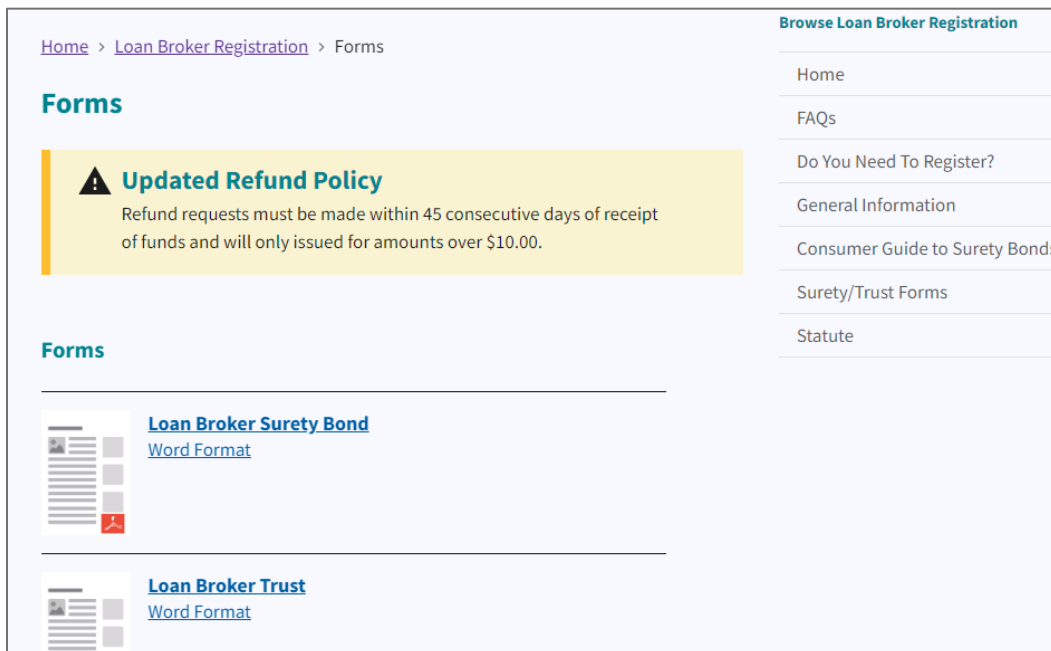 Home > Loan Broker Registration > Forms
Forms
Updated Refund Policy
Refund requests must be made within 45 consecutive days of receipt
of funds and will only issued for amounts over $10.00.
Forms
Loan Broker Surety Bond
Word Format
Loan Broker Trust
Word Format
Browse Loan Broker Registration
Home
FAQs
Do You Need To Register?
General Information
Consumer Guide to Surety Bonds
Surety/Trust Forms
Statute